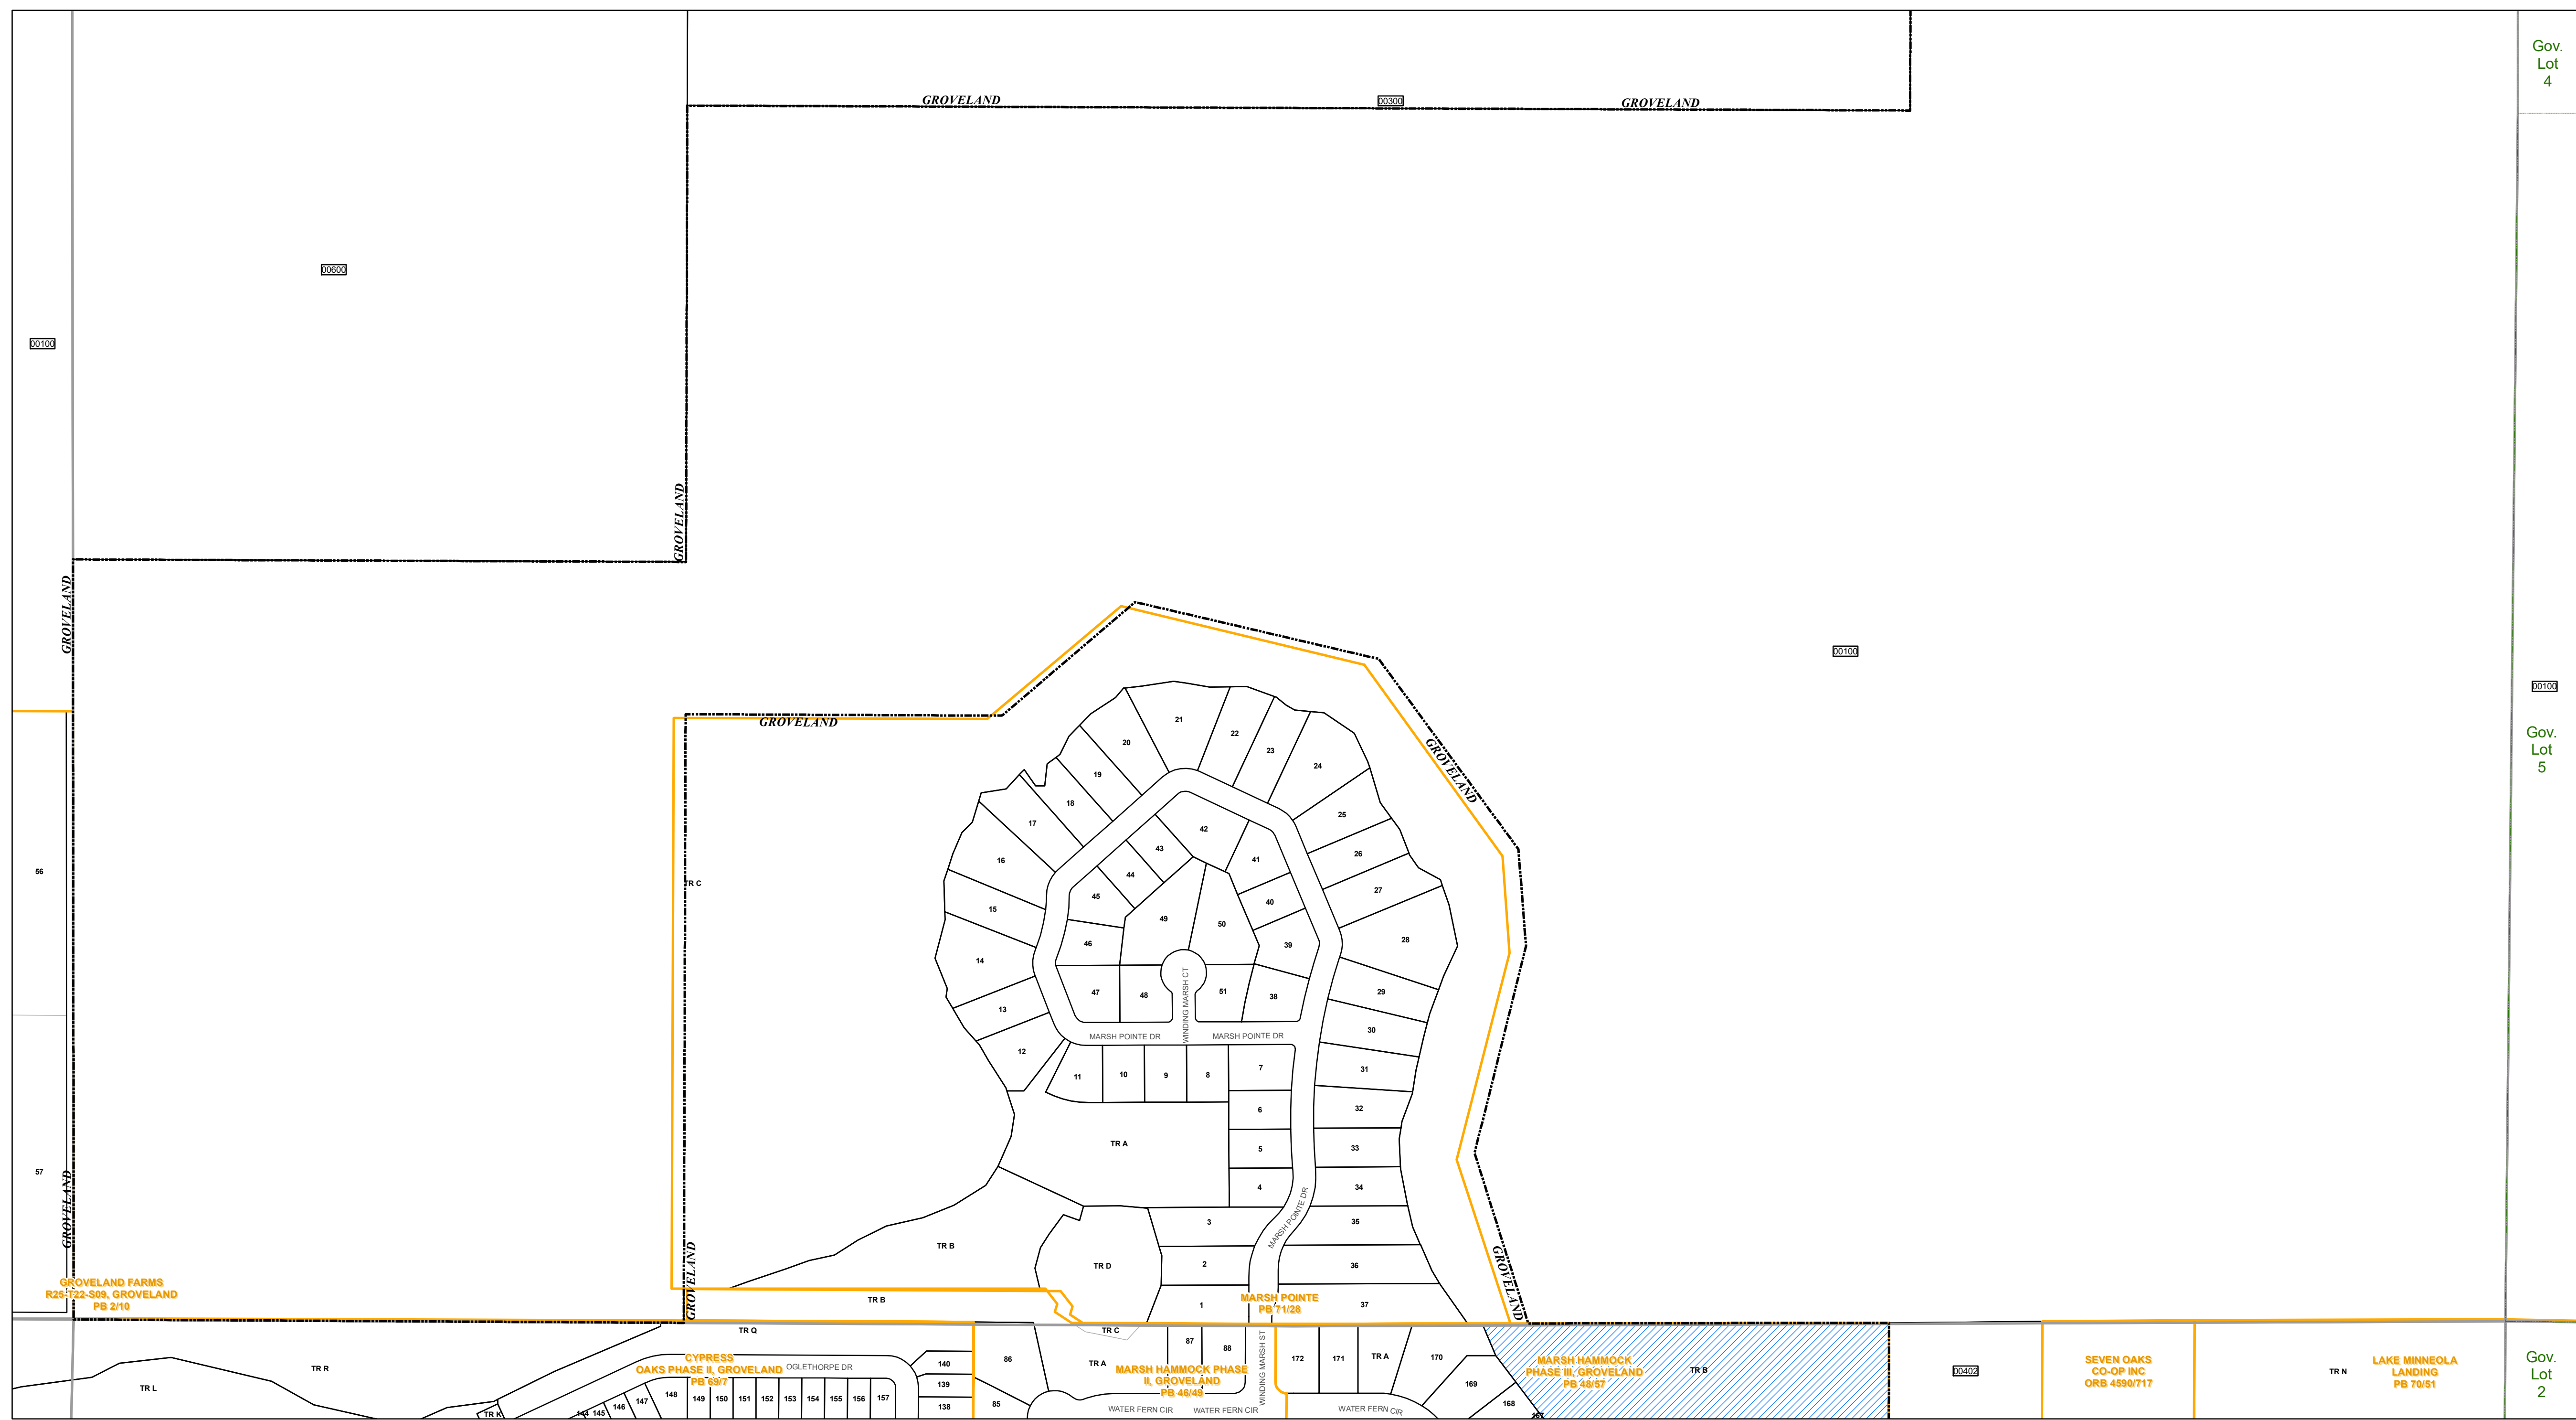 Gov.
Lot
4
GROVELAND
00300
GROVELAND
00600
00100
GROVELAND
GROVELAND
00100
00100
Gov.
Lot
5
GROVELAND
GROVELAND
21
22
20
23
24
19
18
25
17
42
43
26
16
41
44
56
TR C
27
45
40
15
49
50
28
46
39
14
47
48
51
38
29
13
WINDING MARSH CT
30
MARSH POINTE DR
MARSH POINTE DR
12
11
10
9
8
7
31
6
32
TR A
5
33
57
4
34
GROVELAND
3
35
MARSH POINTE DR
TR B
2
36
TR D
GROVELAND
GROVELAND
GROVELAND FARMS
R25-T22-S09, GROVELAND
PB 2/10
TR B
1
MARSH POINTE
PB 71/28
37
TR Q
TR C
87
88
WINDING MARSH ST
TR R
TR L
CYPRESS
OAKS PHASE II, GROVELAND
PB 69/7
OGLETHORPE DR
140
139
138
86
85
TR A
MARSH HAMMOCK PHASE
II, GROVELAND
PB 46/49
172
171
TR A
170
169
168
167
MARSH HAMMOCK
PHASE III, GROVELAND
PB 48/57
TR B
00402
SEVEN OAKS
CO-OP INC
ORB 4590/717
TR N
LAKE MINNEOLA
LANDING
PB 70/51
Gov.
Lot
2
TR K
144
145
146
147
148
149
150
151
152
153
154
155
156
157
WATER FERN CIR
WATER FERN CIR
WATER FERN CIR